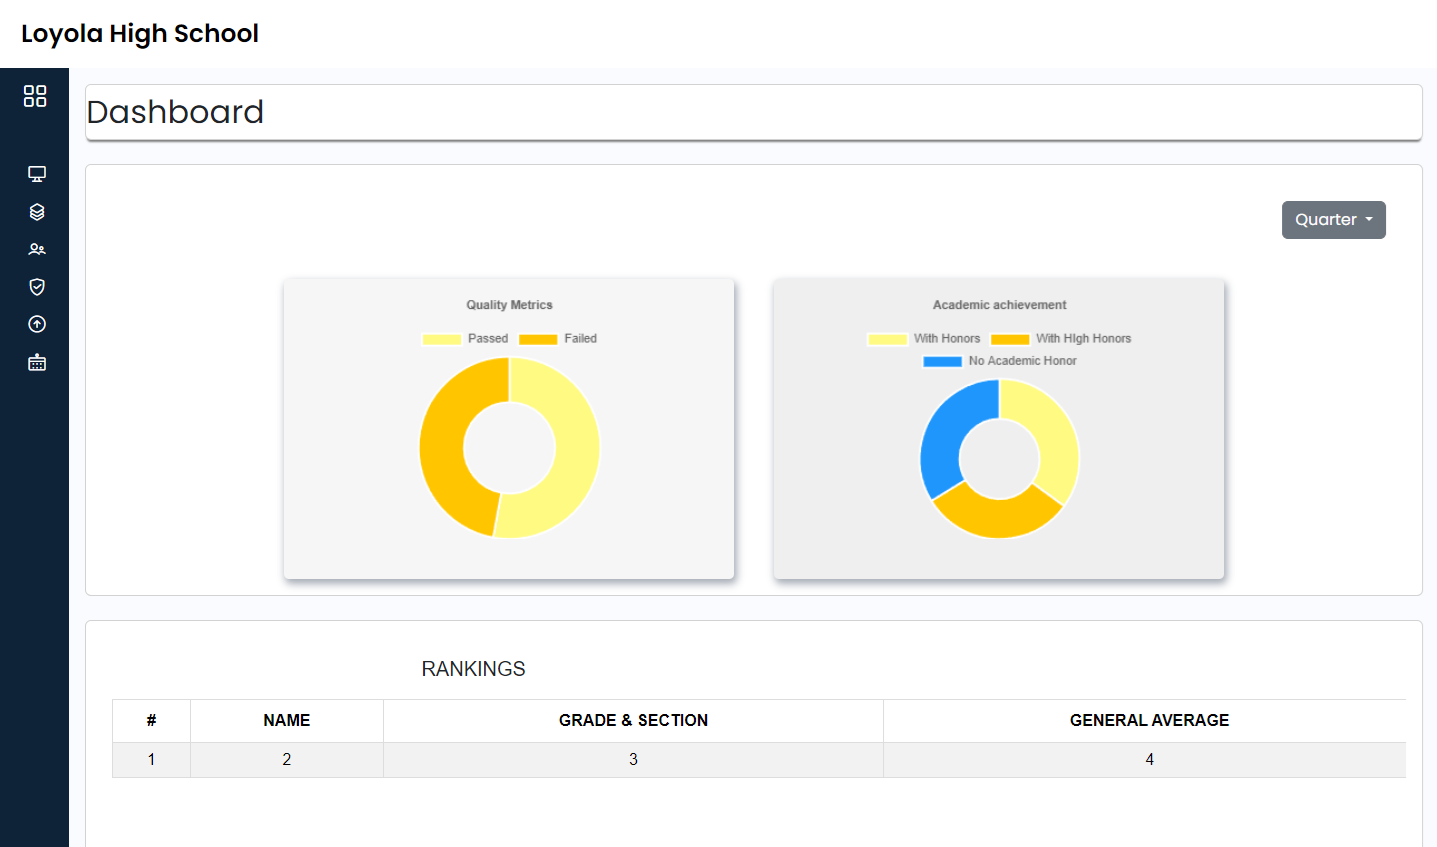 Loyola High School
Dashboard
Quarter
Quality Metrics
Passed Failed
Academic achievement
With Honors With HIgh Honors
No Academic Honor
RANKINGS
# NAME GRADE & SECTION GENERAL AVERAGE
1 2 3 4